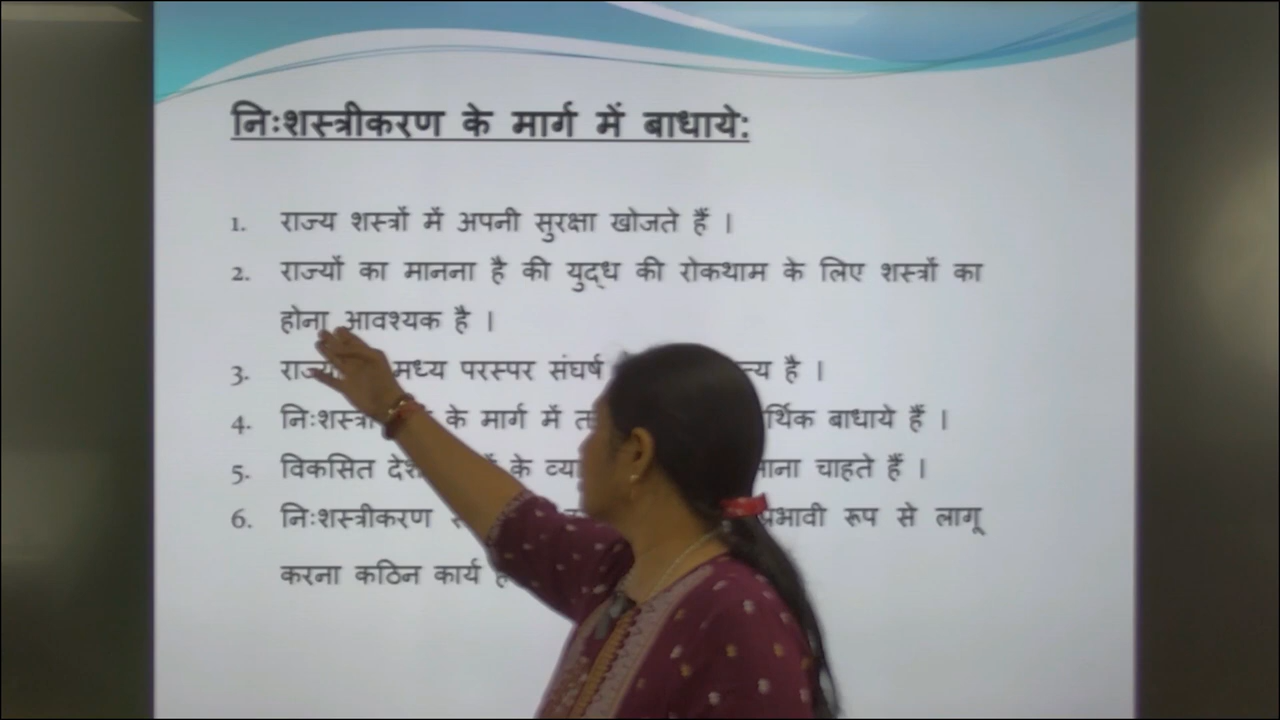 निःशस्त्रीकरण के मार्ग में बाधाये:
1. राज्य शस्त्रों में अपनी सुरक्षा खोजते हैं ।
2. राज्यों का मानना है की युद्ध की रोकथाम के लिए शस्त्रों का
होना आवश्यक है ।
3. मध्य परस्पर संघर्ष है ।
4. के मार्ग में बाधाये हैं ।
5. विकसित के चाहते हैं ।
6. निःशस्त्रीकरण प्रभावी रूप से लागू
करना कठिन कार्य